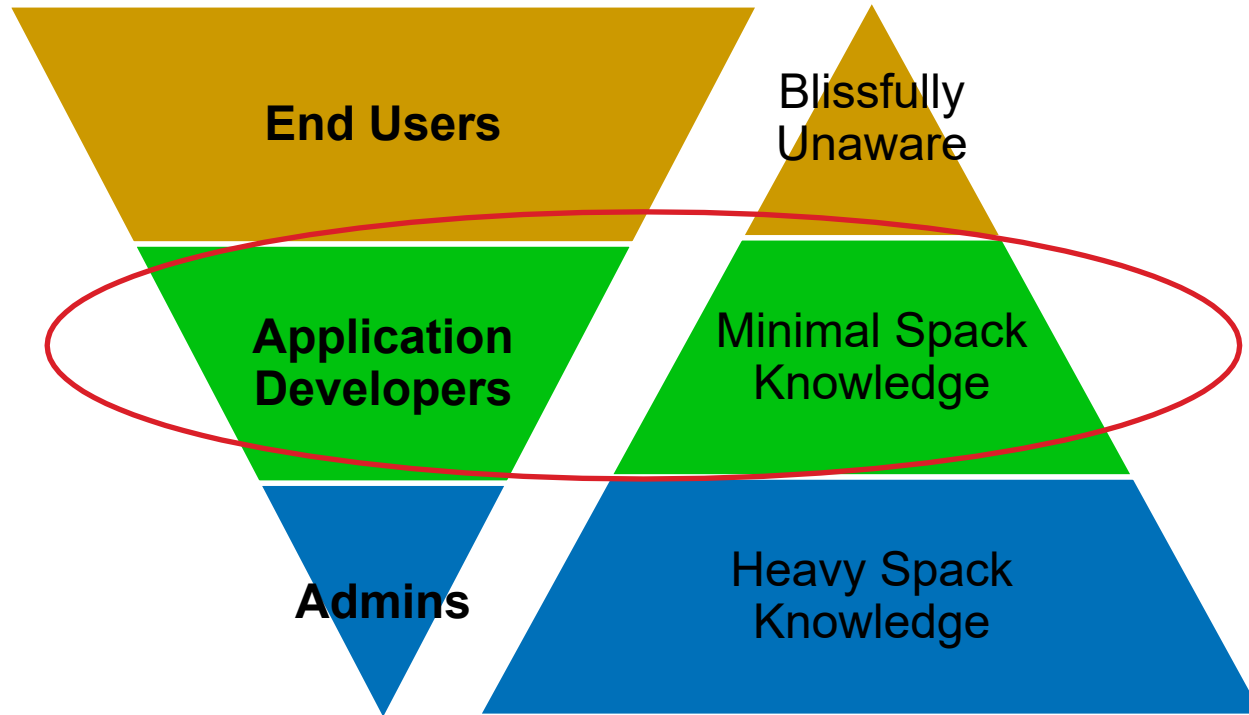 End Users
Blissfully
Unaware
Application
Developers
Minimal Spack
Knowledge
Admins
Heavy Spack
Knowledge